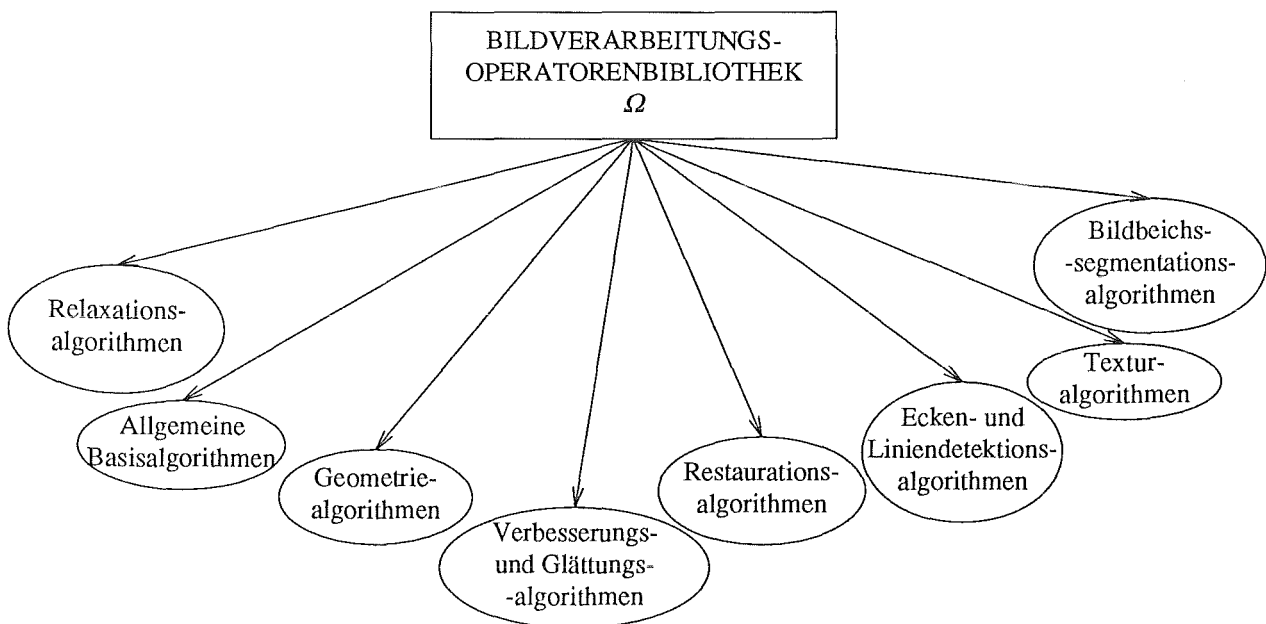 BILDVERARBEITUNGS-
OPERATORENBIBLIOTHEK
Ω
Relaxations-
algorithmen
Allgemeine
Basisalgorithmen
Geometrie-
algorithmen
Verbesserungs-
und Glättungs-
-algorithmen
Restaurations-
algorithmen
Ecken- und
Liniendetektions-
algorithmen
Textur-
algorithmen
Bildbeichs-
-segmentations-
algorithmen